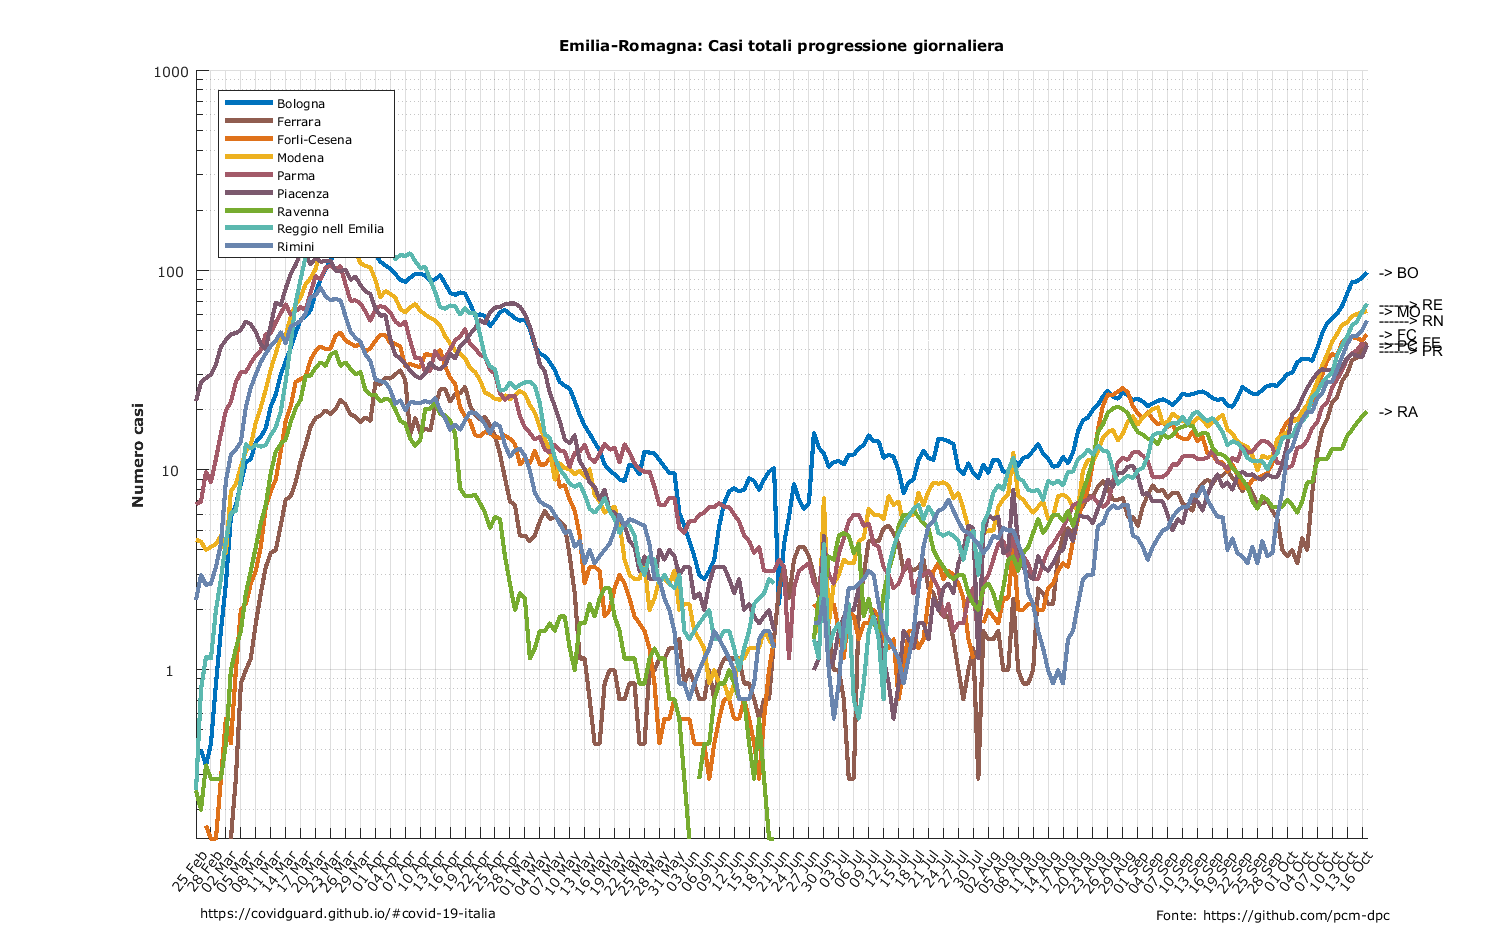 Emilia-Romagna: Casi totali progressione giornaliera
1000
100
10
1
Numero casi
Bologna
Ferrara
Forli-Cesena
Modena
Parma
Piacenza
Ravenna
Reggio nell Emilia
Rimini
-> BO
------> RE
-> MO
------> RN
-> FC
------> FE
-> PC
------> PR
-> RA
25 Feb
28 Feb
02 Mar
05 Mar
08 Mar
11 Mar
14 Mar
17 Mar
20 Mar
23 Mar
26 Mar
29 Mar
01 Apr
04 Apr
07 Apr
10 Apr
13 Apr
16 Apr
19 Apr
22 Apr
25 Apr
28 Apr
01 May
04 May
07 May
10 May
13 May
16 May
19 May
22 May
25 May
28 May
31 May
03 Jun
06 Jun
09 Jun
12 Jun
15 Jun
18 Jun
21 Jun
24 Jun
27 Jun
30 Jun
03 Jul
06 Jul
09 Jul
12 Jul
15 Jul
18 Jul
21 Jul
24 Jul
27 Jul
30 Jul
02 Aug
05 Aug
08 Aug
11 Aug
14 Aug
17 Aug
20 Aug
23 Aug
26 Aug
29 Aug
01 Sep
04 Sep
07 Sep
10 Sep
13 Sep
16 Sep
19 Sep
22 Sep
25 Sep
28 Sep
01 Oct
04 Oct
07 Oct
10 Oct
13 Oct
16 Oct
https://covidguard.github.io/#covid-19-italia
Fonte: https://github.com/pcm-dpc